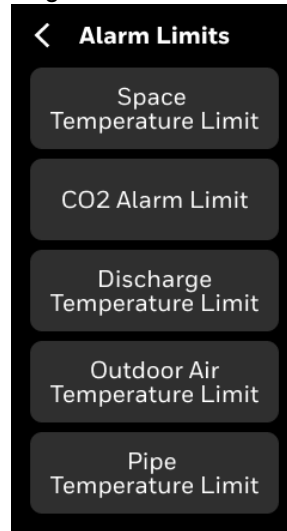 Alarm Limits
Space
Temperature Limit
CO2 Alarm Limit
Discharge
Temperature Limit
Outdoor Air
Temperature Limit
Pipe
Temperature Limit